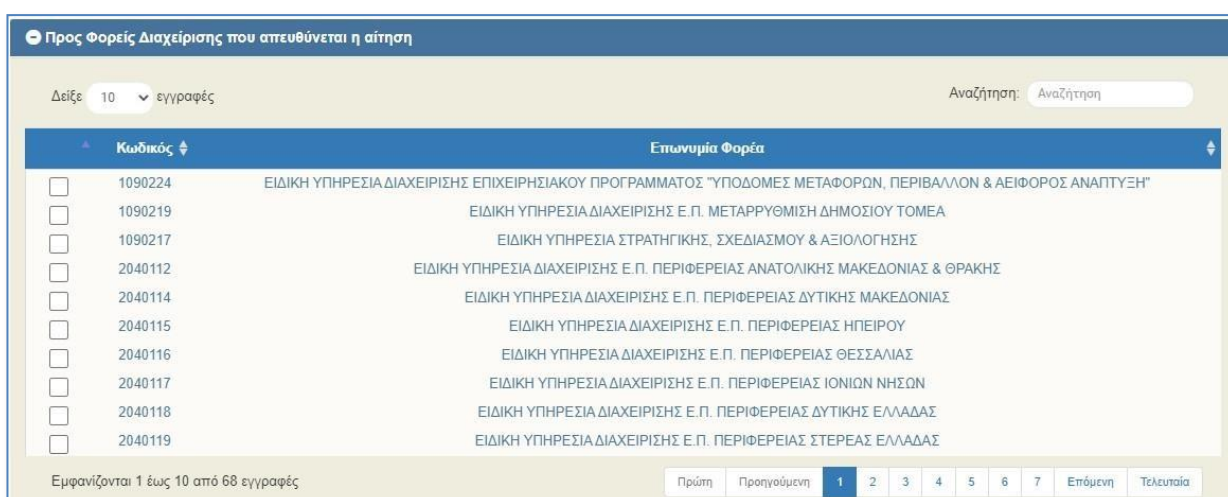 Προς Φορείς Διαχείρισης που απευθύνεται η αίτηση
Δείξε 10 εγγραφές Αναζήτηση: Αναζήτηση
Κωδικός Επωνυμία Φορέα
1090224 ΕΙΔΙΚΗ ΥΠΗΡΕΣΙΑ ΔΙΑΧΕΙΡΙΣΗΣ ΕΠΙΧΕΙΡΗΣΙΑΚΟΥ ΠΡΟΓΡΑΜΜΑΤΟΣ "ΥΠΟΔΟΜΕΣ ΜΕΤΑΦΟΡΩΝ, ΠΕΡΙΒΑΛΛΟΝ & ΑΕΙΦΟΡΟΣ ΑΝΑΠΤΥΞΗ"
1090219 ΕΙΔΙΚΗ ΥΠΗΡΕΣΙΑ ΔΙΑΧΕΙΡΙΣΗΣ Ε.Π. ΜΕΤΑΡΡΥΘΜΙΣΗ ΔΗΜΟΣΙΟΥ ΤΟΜΕΑ
1090217 ΕΙΔΙΚΗ ΥΠΗΡΕΣΙΑ ΣΤΡΑΤΗΓΙΚΗΣ, ΣΧΕΔΙΑΣΜΟΥ & ΑΞΙΟΛΟΓΗΣΗΣ
2040112 ΕΙΔΙΚΗ ΥΠΗΡΕΣΙΑ ΔΙΑΧΕΙΡΙΣΗΣ Ε.Π. ΠΕΡΙΦΕΡΕΙΑΣ ΑΝΑΤΟΛΙΚΗΣ ΜΑΚΕΔΟΝΙΑΣ & ΘΡΑΚΗΣ
2040114 ΕΙΔΙΚΗ ΥΠΗΡΕΣΙΑ ΔΙΑΧΕΙΡΙΣΗΣ Ε.Π. ΠΕΡΙΦΕΡΕΙΑΣ ΔΥΤΙΚΗΣ ΜΑΚΕΔΟΝΙΑΣ
2040115 ΕΙΔΙΚΗ ΥΠΗΡΕΣΙΑ ΔΙΑΧΕΙΡΙΣΗΣ Ε.Π. ΠΕΡΙΦΕΡΕΙΑΣ ΗΠΕΙΡΟΥ
2040116 ΕΙΔΙΚΗ ΥΠΗΡΕΣΙΑ ΔΙΑΧΕΙΡΙΣΗΣ Ε.Π. ΠΕΡΙΦΕΡΕΙΑΣ ΘΕΣΣΑΛΙΑΣ
2040117 ΕΙΔΙΚΗ ΥΠΗΡΕΣΙΑ ΔΙΑΧΕΙΡΙΣΗΣ Ε.Π. ΠΕΡΙΦΕΡΕΙΑΣ ΙΟΝΙΩΝ ΝΗΣΩΝ
2040118 ΕΙΔΙΚΗ ΥΠΗΡΕΣΙΑ ΔΙΑΧΕΙΡΙΣΗΣ Ε.Π. ΠΕΡΙΦΕΡΕΙΑΣ ΔΥΤΙΚΗΣ ΕΛΛΑΔΑΣ
2040119 ΕΙΔΙΚΗ ΥΠΗΡΕΣΙΑ ΔΙΑΧΕΙΡΙΣΗΣ Ε.Π. ΠΕΡΙΦΕΡΕΙΑΣ ΣΤΕΡΕΑΣ ΕΛΛΑΔΑΣ
Εμφανίζονται 1 έως 10 από 68 εγγραφές Πρώτη Προηγούμενη 1 2 3 4 5 6 7 Επόμενη Τελευταία